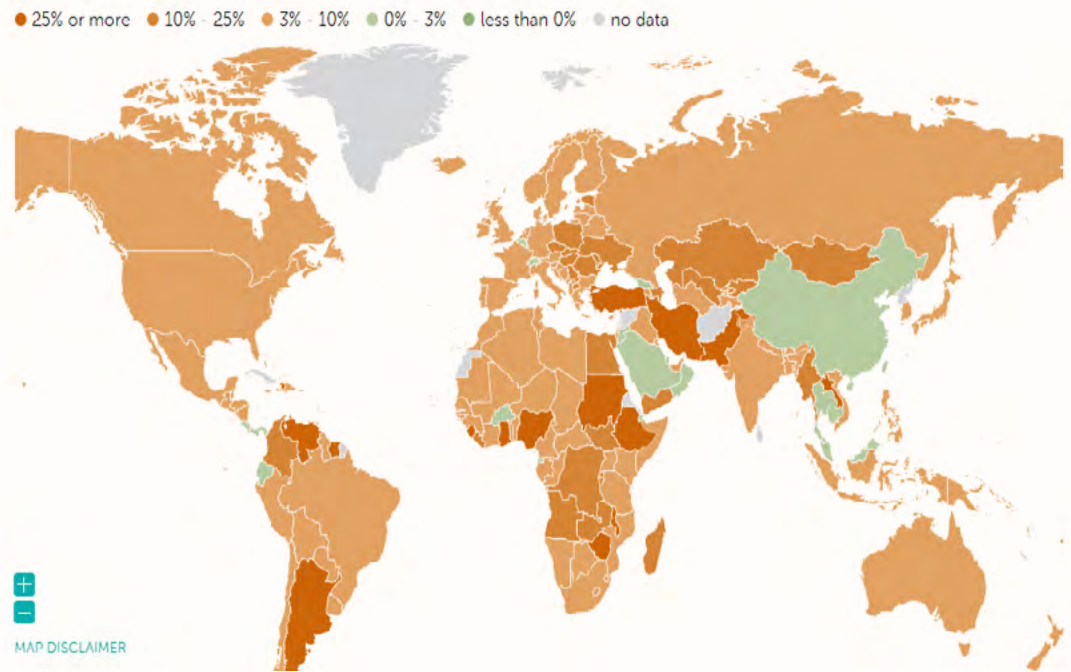 25% or more 10% - 25% 3% - 10% 0% - 3% less than 0% no data
+
−
MAP DISCLAIMER